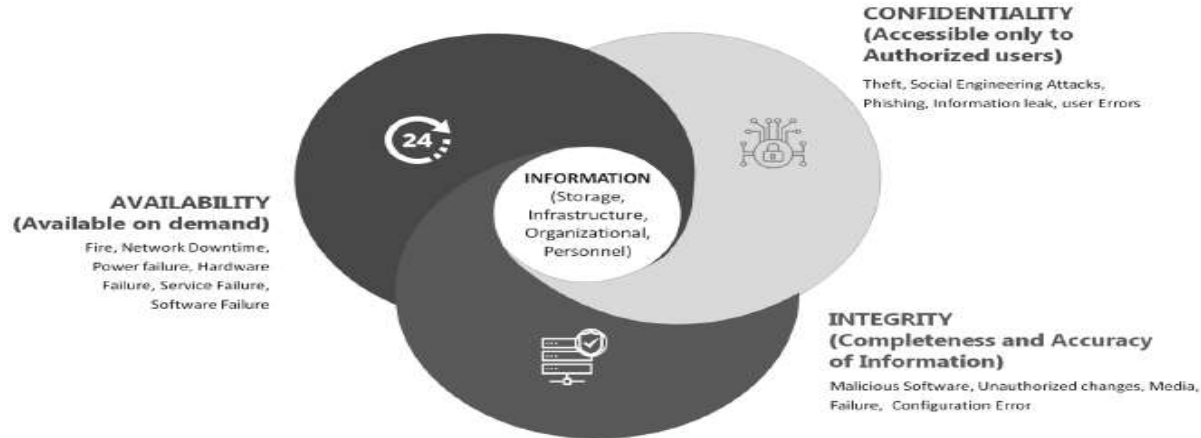 CONFIDENTIALITY
(Accessible only to
Authorized users)
Theft, Social Engineering Attacks,
Phishing, Information leak, user Errors
24
INFORMATION
(Storage,
Infrastructure,
Organizational,
Personnel)
AVAILABILITY
(Available on demand)
Fire, Network Downtime,
Power failure, Hardware
Failure, Service Failure,
Software Failure
INTEGRITY
(Completeness and Accuracy
of Information)
Malicious Software, Unauthorized changes, Media,
Failure, Configuration Error